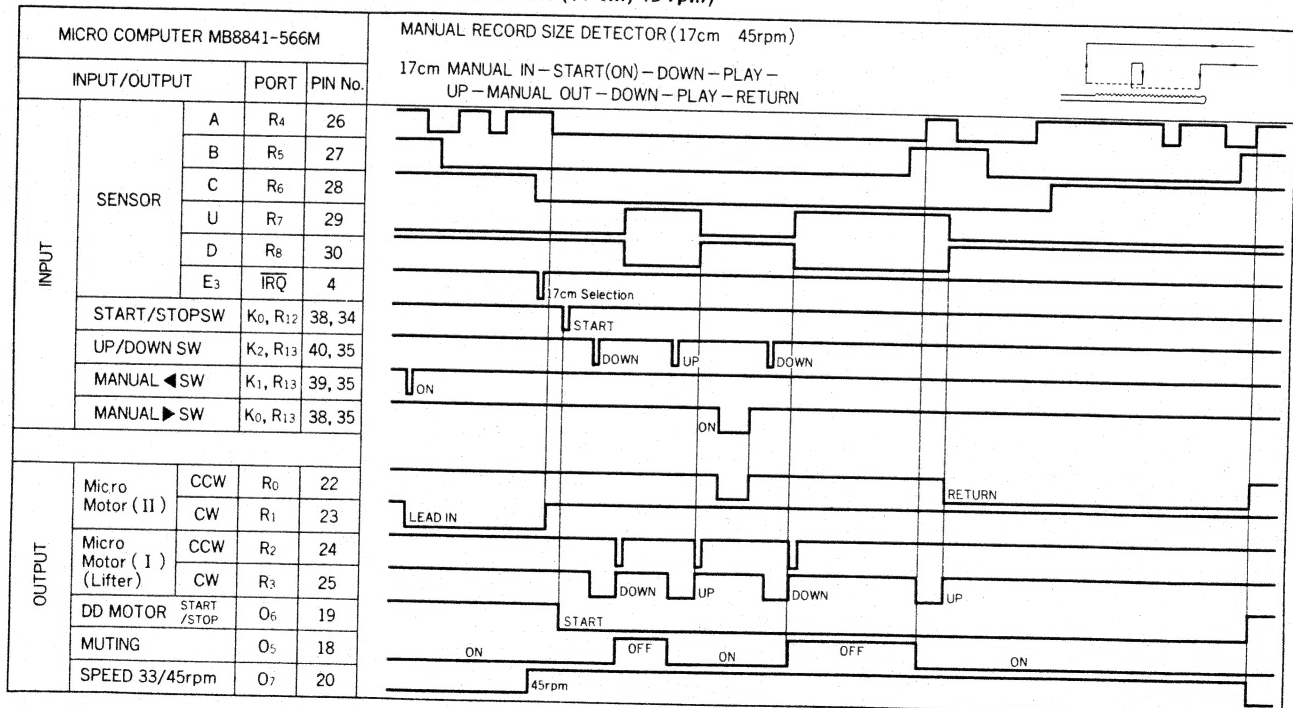 (17 cm, 45 rpm)
MICRO COMPUTER MB8841-566M
MANUAL RECORD SIZE DETECTOR (17cm 45rpm)
17cm MANUAL IN – START(ON) – DOWN – PLAY –
UP – MANUAL OUT – DOWN – PLAY – RETURN
INPUT/OUTPUT PORT PIN No.
INPUT
SENSOR
A R4 26
B R5 27
C R6 28
U R7 29
D R8 30
E3 IRQ 4
17cm Selection
START/STOPSW K0, R12 38, 34
START
UP/DOWN SW K2, R13 40, 35
DOWN UP DOWN
MANUAL ◀ SW K1, R13 39, 35
ON
MANUAL ▶ SW K0, R13 38, 35
ON
OUTPUT
Micro Motor (II)
CCW R0 22
RETURN
CW R1 23
LEAD IN
Micro Motor (I) (Lifter)
CCW R2 24
CW R3 25
DOWN UP DOWN UP
DD MOTOR START/STOP O6 19
START
MUTING O5 18
ON OFF ON OFF ON
SPEED 33/45rpm O7 20
45rpm